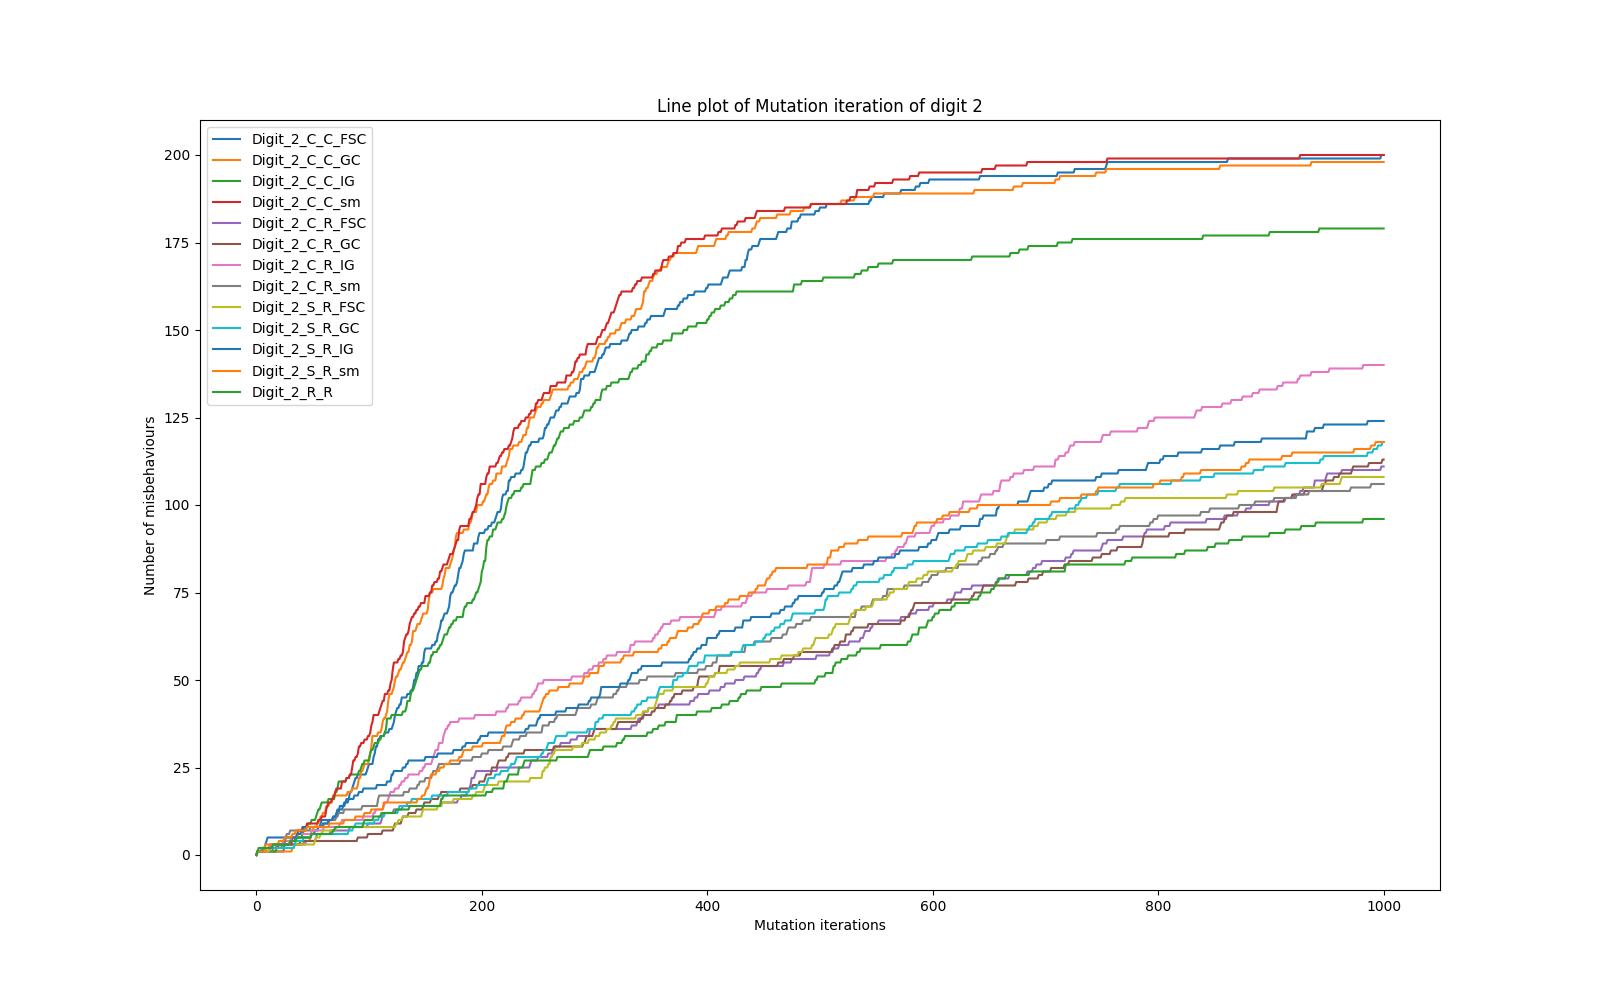 Line plot of Mutation iteration of digit 2
Digit_2_C_C_FSC
Digit_2_C_C_GC
Digit_2_C_C_IG
Digit_2_C_C_sm
Digit_2_C_R_FSC
Digit_2_C_R_GC
Digit_2_C_R_IG
Digit_2_C_R_sm
Digit_2_S_R_FSC
Digit_2_S_R_GC
Digit_2_S_R_IG
Digit_2_S_R_sm
Digit_2_R_R
Number of misbehaviours
200
175
150
125
100
75
50
25
0
0 200 400 600 800 1000
Mutation iterations